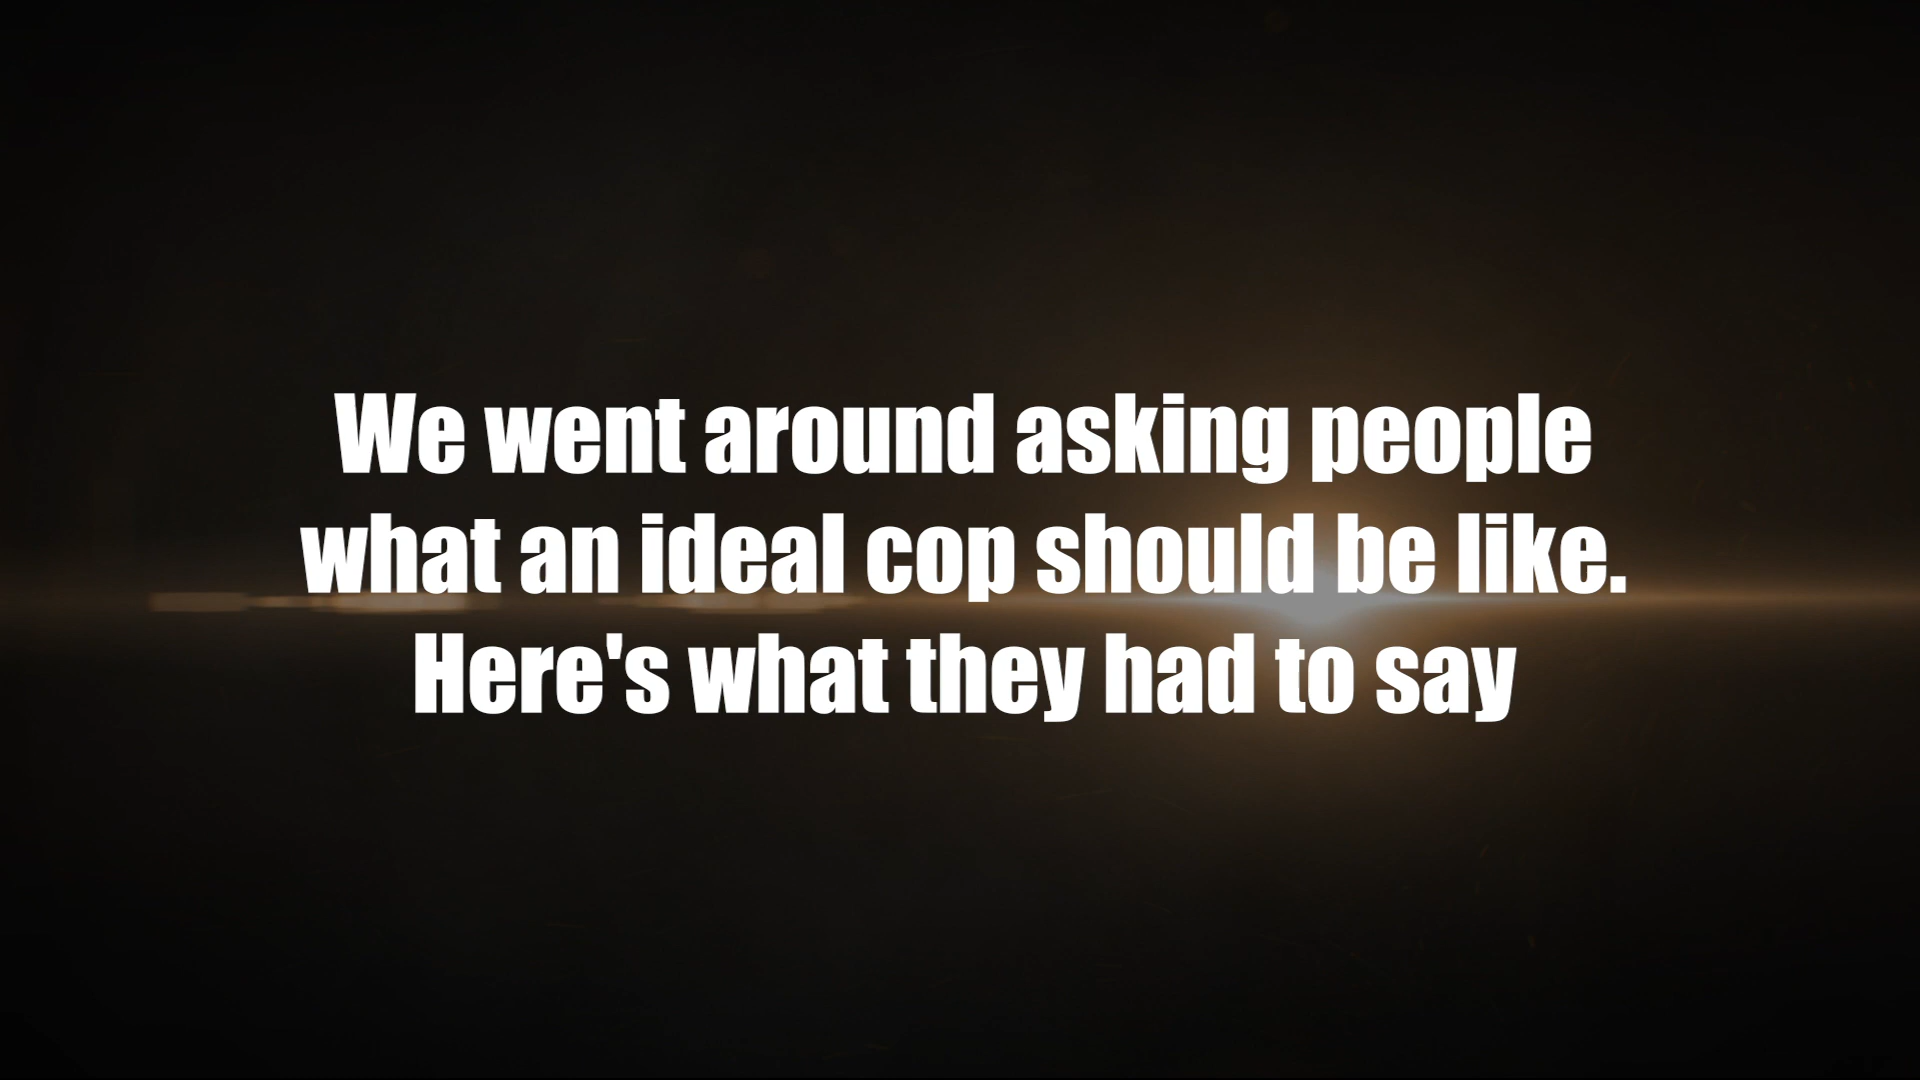 We went around asking people
what an ideal cop should be like.
Here's what they had to say